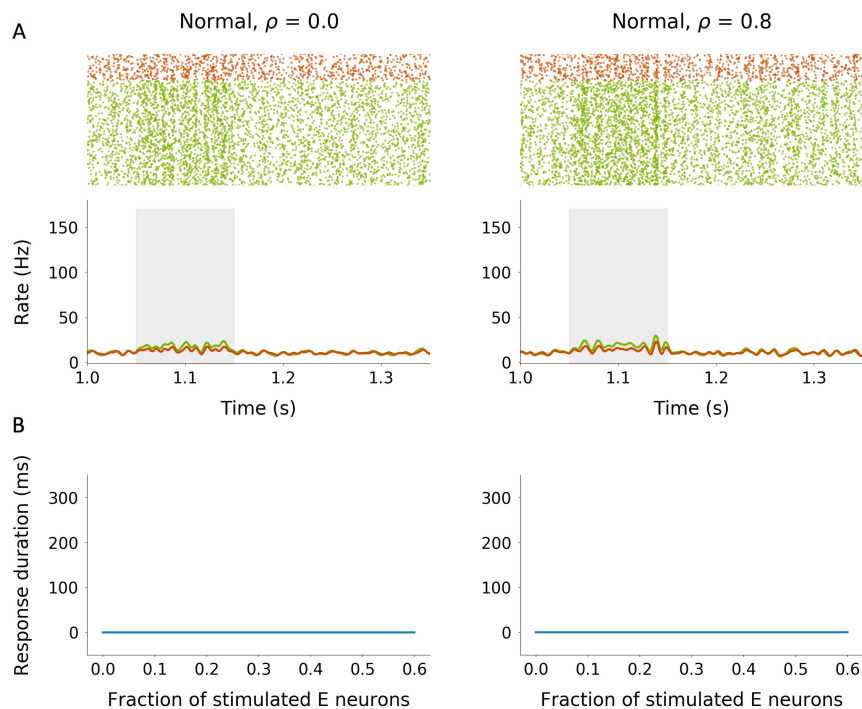 A
Normal, ρ = 0.0
Normal, ρ = 0.8
Rate (Hz)
150
100
50
0
1.0 1.1 1.2 1.3
Time (s)
1.0 1.1 1.2 1.3
Time (s)
150
100
50
0
B
Response duration (ms)
300
200
100
0
0.0 0.1 0.2 0.3 0.4 0.5 0.6
Fraction of stimulated E neurons
300
200
100
0
0.0 0.1 0.2 0.3 0.4 0.5 0.6
Fraction of stimulated E neurons